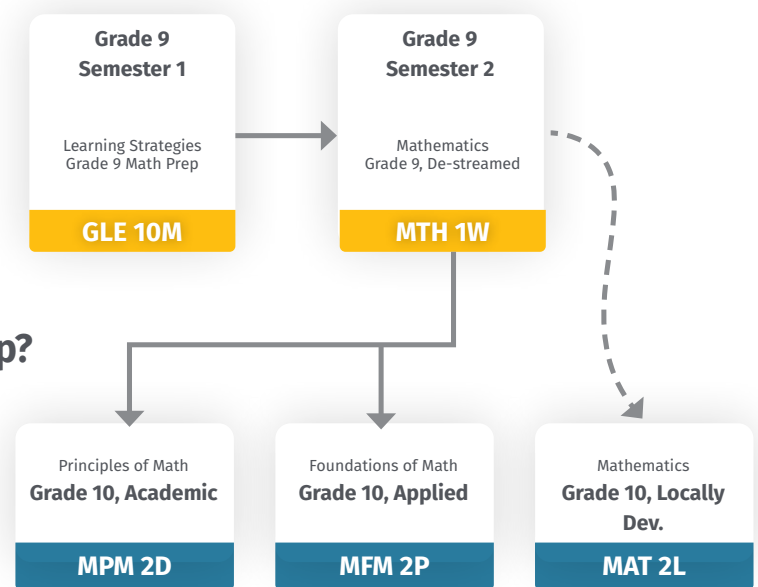 Grade 9
Semester 1
Learning Strategies
Grade 9 Math Prep
GLE 10M
Grade 9
Semester 2
Mathematics
Grade 9, De-streamed
MTH 1W
p?
Principles of Math
Grade 10, Academic
MPM 2D
Foundations of Math
Grade 10, Applied
MFM 2P
Mathematics
Grade 10, Locally
Dev.
MAT 2L